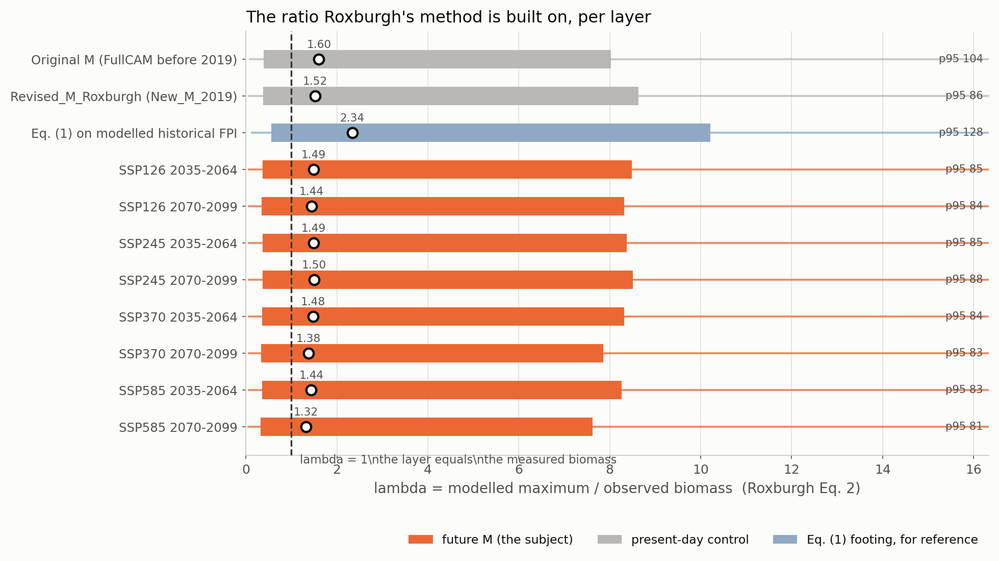 The ratio Roxburgh's method is built on, per layer
1.60
Original M (FullCAM before 2019)
p95 104
1.52
Revised_M_Roxburgh (New_M_2019)
p95 86
2.34
Eq. (1) on modelled historical FPI
p95 128
1.49
SSP126 2035-2064
p95 85
1.44
SSP126 2070-2099
p95 84
1.49
SSP245 2035-2064
p95 85
1.50
SSP245 2070-2099
p95 88
1.48
SSP370 2035-2064
p95 84
1.38
SSP370 2070-2099
p95 83
1.44
SSP585 2035-2064
p95 83
1.32
SSP585 2070-2099
p95 81
lambda = 1\nthe layer equals\nthe measured biomass
0 2 4 6 8 10 12 14 16
lambda = modelled maximum / observed biomass (Roxburgh Eq. 2)
future M (the subject) present-day control Eq. (1) footing, for reference